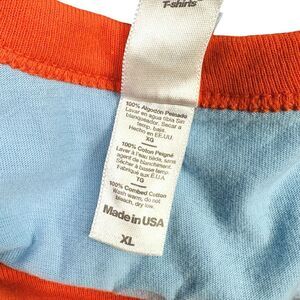 T-shirts
100% Algodon Peinado
Lavar en agua tibia Sin
blanqueador. Secar a
temp. baja.
Hecho en EE.UU.
XG
100% Coton Peigné
Laver à l'eau tiède, sans
agent de blanchiment
Sécher à basse temp.
Fabriqué aux É.U.
TG
100% Combed Cotton
Wash warm, do not
bleach, dry low.
Made in USA
XL